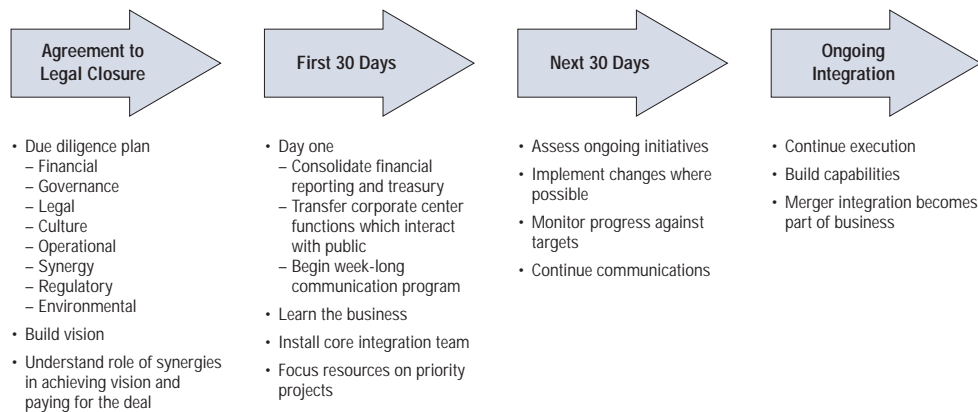 Agreement to
Legal Closure
• Due diligence plan
– Financial
– Governance
– Legal
– Culture
– Operational
– Synergy
– Regulatory
– Environmental
• Build vision
• Understand role of synergies
in achieving vision and
paying for the deal
First 30 Days
• Day one
– Consolidate financial
reporting and treasury
– Transfer corporate center
functions which interact
with public
– Begin week-long
communication program
• Learn the business
• Install core integration team
• Focus resources on priority
projects
Next 30 Days
• Assess ongoing initiatives
• Implement changes where
possible
• Monitor progress against
targets
• Continue communications
Ongoing
Integration
• Continue execution
• Build capabilities
• Merger integration becomes
part of business